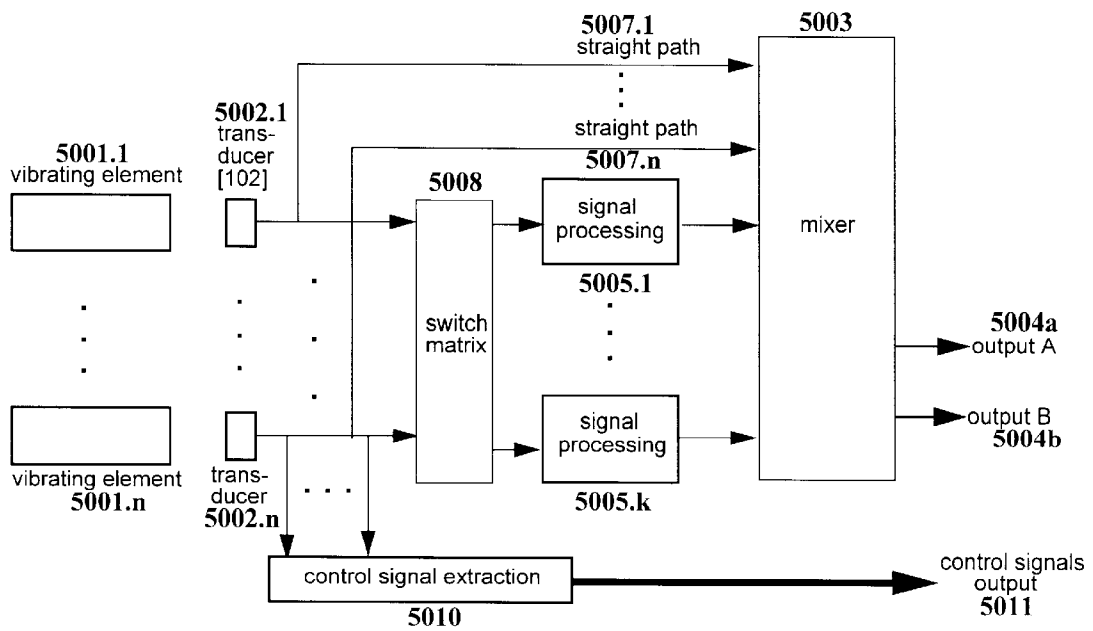 5007.1
straight path
5003
5002.1
trans-
ducer
[102]
straight path
5007.n
5001.1
vibrating element
5008
signal
processing
5005.1
mixer
switch
matrix
5004a
output A
signal
processing
5005.k
output B
5004b
vibrating element
5001.n
trans-
ducer
5002.n
control signal extraction
5010
control signals
output
5011